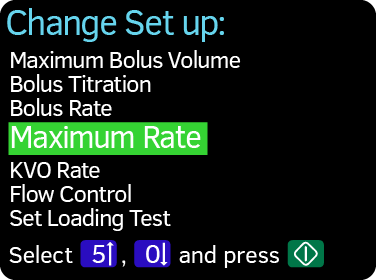 Change Set up:
Maximum Bolus Volume
Bolus Titration
Bolus Rate
Maximum Rate
KVO Rate
Flow Control
Set Loading Test
Select 5↑, 0↓ and press